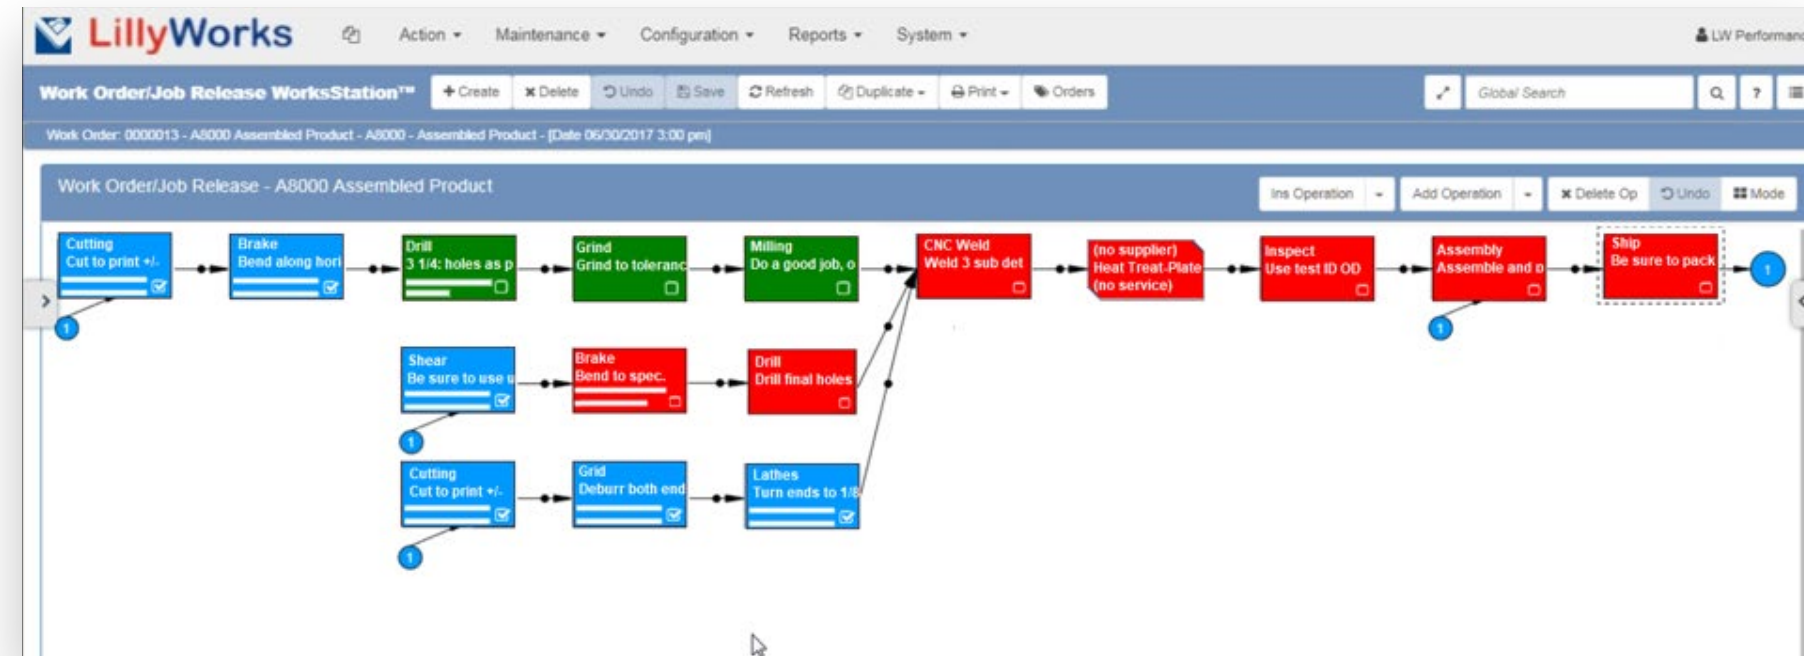 LillyWorks
Action Maintenance Configuration Reports System LW Performanc
Work Order/Job Release WorksStation™ Create Delete Undo Save Refresh Duplicate Print Orders Global Search ?
Work Order: 0000013 - A8000 Assembled Product - A8000 - Assembled Product - [Date 06/30/2017 3:00 pm]
Work Order/Job Release - A8000 Assembled Product Ins Operation Add Operation Delete Op Undo Mode
Cutting
Cut to print +/-
1
Brake
Bend along hori
Drill
3 1/4: holes as p
Grind
Grind to toleranc
Milling
Do a good job, o
CNC Weld
Weld 3 sub det
(no supplier)
Heat Treat-Plate
(no service)
Inspect
Use test ID OD
Assembly
Assemble and p
1
Ship
Be sure to pack
1
Shear
Be sure to use u
1
Brake
Bend to spec.
Drill
Drill final holes
Cutting
Cut to print +/-
1
Grid
Deburr both end
Lathes
Turn ends to 1/8